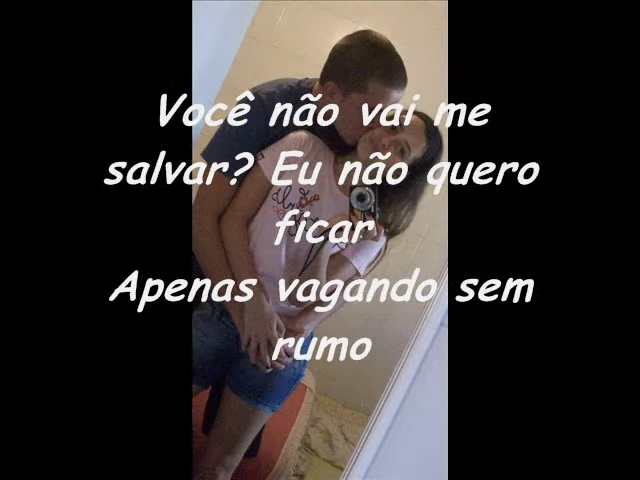 Você não vai me
salvar? Eu não quero
ficar
Apenas vagando sem
rumo